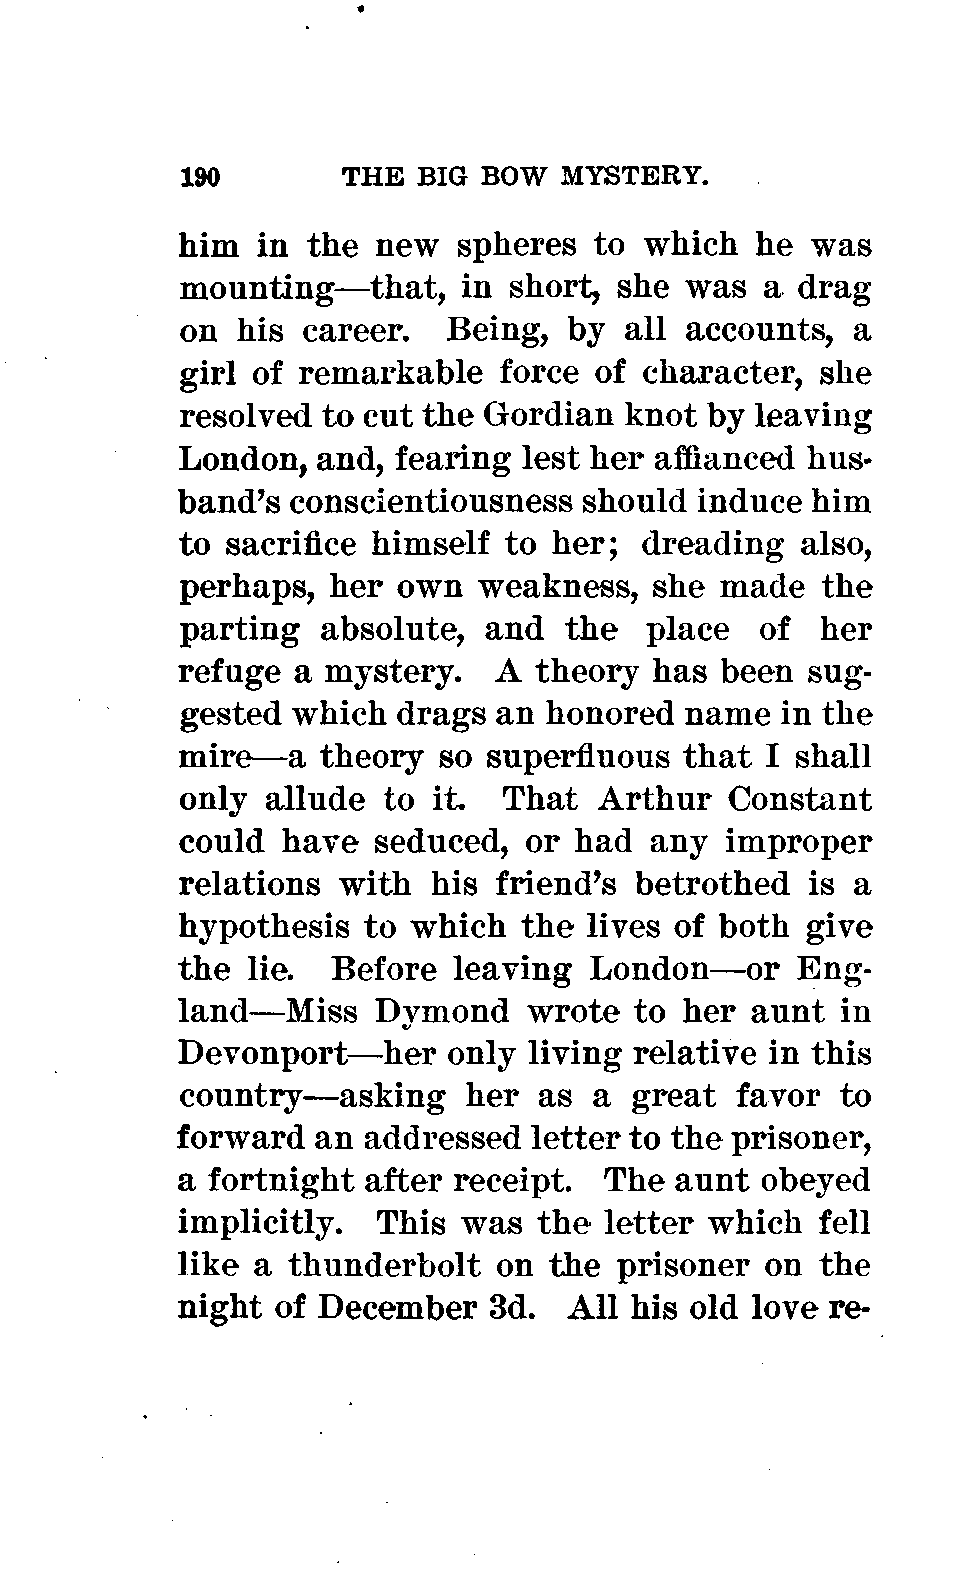 190 THE BIG BOW MYSTERY.
him in the new spheres to which he was
mounting—that, in short, she was a drag
on his career. Being, by all accounts, a
girl of remarkable force of character, she
resolved to cut the Gordian knot by leaving
London, and, fearing lest her affianced hus-
band's conscientiousness should induce him
to sacrifice himself to her; dreading also,
perhaps, her own weakness, she made the
parting absolute, and the place of her
refuge a mystery. A theory has been sug-
gested which drags an honored name in the
mire—a theory so superfluous that I shall
only allude to it. That Arthur Constant
could have seduced, or had any improper
relations with his friend's betrothed is a
hypothesis to which the lives of both give
the lie. Before leaving London—or Eng-
land—Miss Dymond wrote to her aunt in
Devonport—her only living relative in this
country—asking her as a great favor to
forward an addressed letter to the prisoner,
a fortnight after receipt. The aunt obeyed
implicitly. This was the letter which fell
like a thunderbolt on the prisoner on the
night of December 3d. All his old love re-